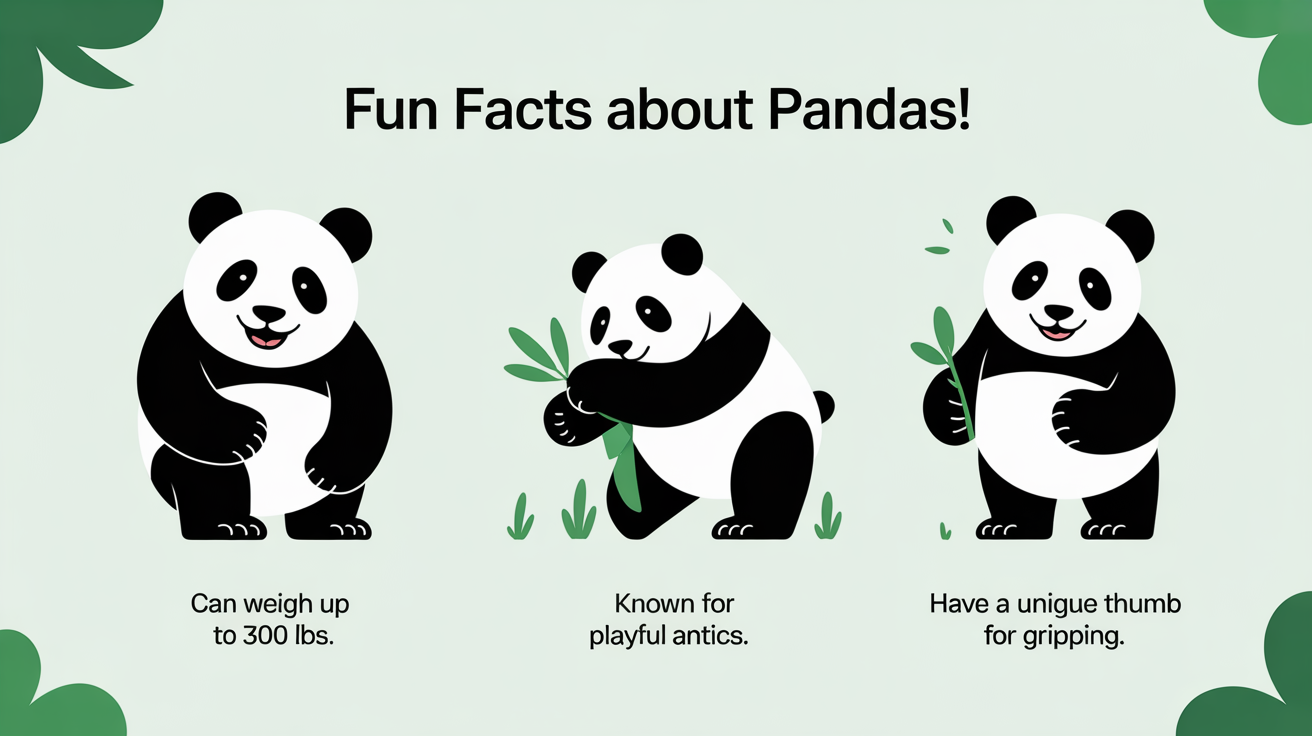 Fun Facts about Pandas!
Can weigh up
to 300 lbs.
Known for
playful antics.
Have a unigue thumb
for gripping.